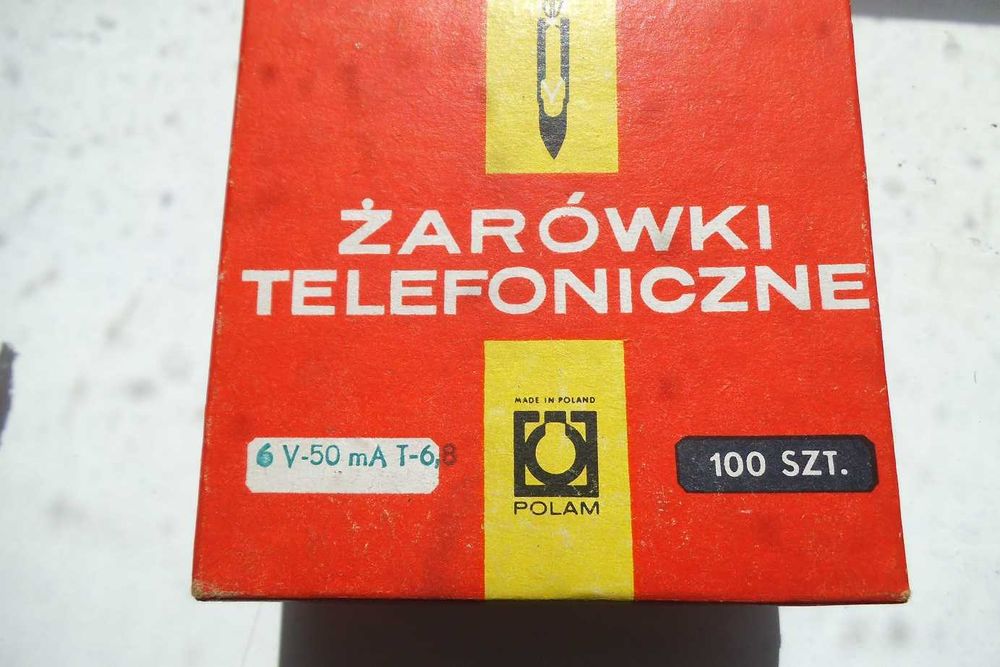 ŻARÓWKI
TELEFONICZNE
MADE IN POLAND
6 V-50 mA T-6,8
POLAM
100 SZT.